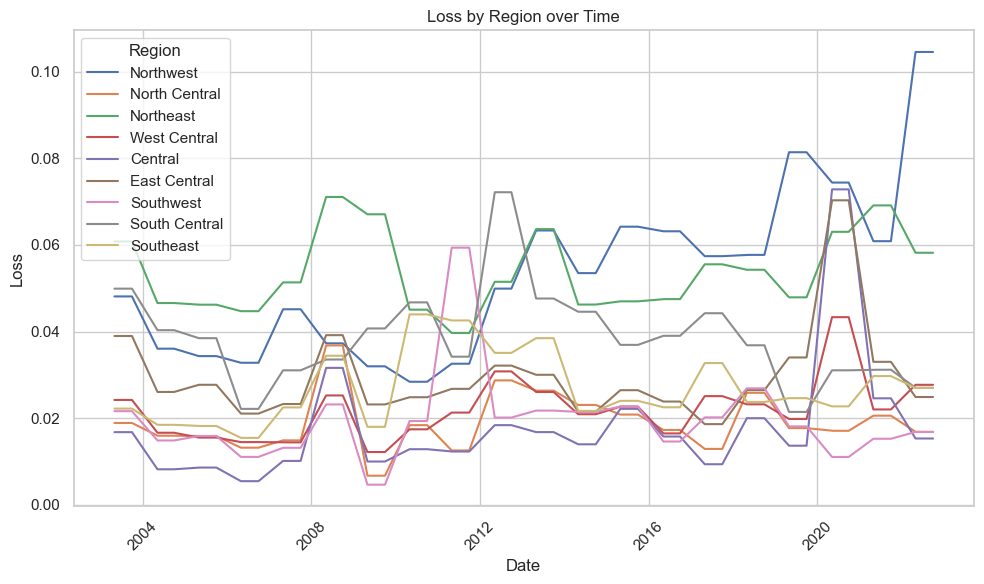 Loss by Region over Time
Region
Northwest
North Central
Northeast
West Central
Central
East Central
Southwest
South Central
Southeast
Loss
0.10
0.08
0.06
0.04
0.02
0.00
2004
2008
2012
2016
2020
Date